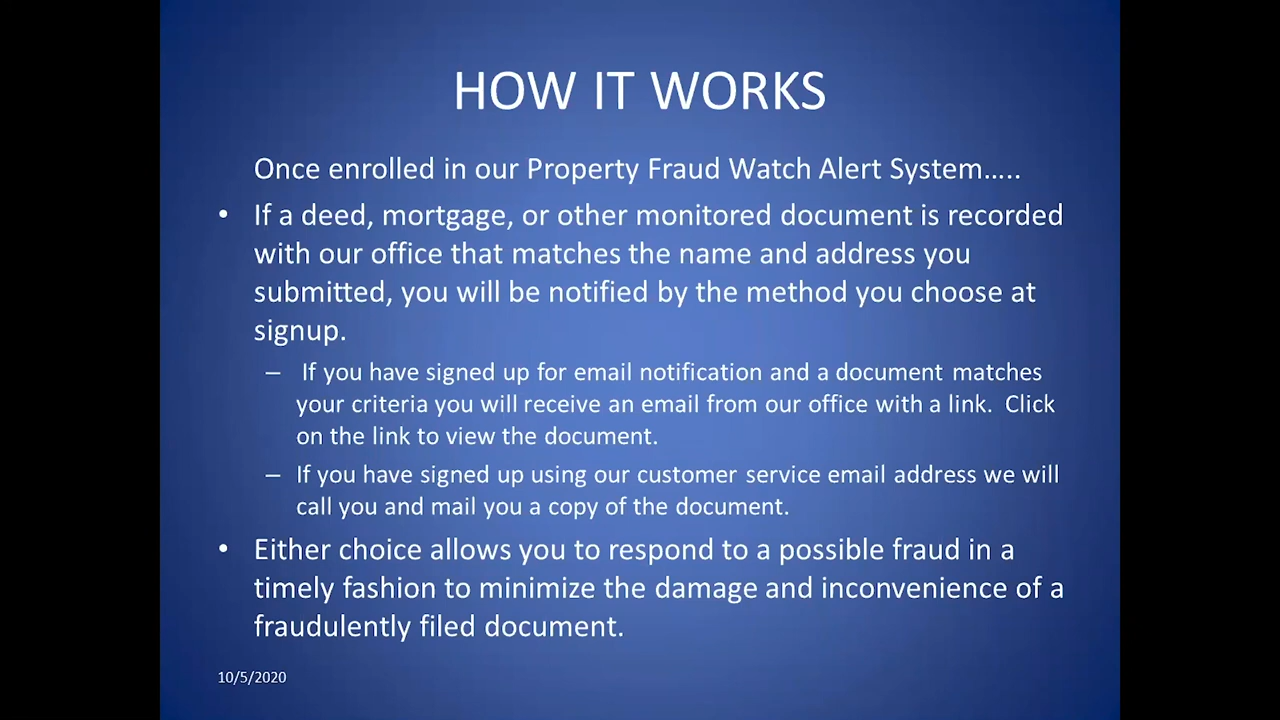 HOW IT WORKS
Once enrolled in our Property Fraud Watch Alert System.....
• If a deed, mortgage, or other monitored document is recorded
with our office that matches the name and address you
submitted, you will be notified by the method you choose at
signup.
– If you have signed up for email notification and a document matches
your criteria you will receive an email from our office with a link. Click
on the link to view the document.
– If you have signed up using our customer service email address we will
call you and mail you a copy of the document.
• Either choice allows you to respond to a possible fraud in a
timely fashion to minimize the damage and inconvenience of a
fraudulently filed document.
10/5/2020